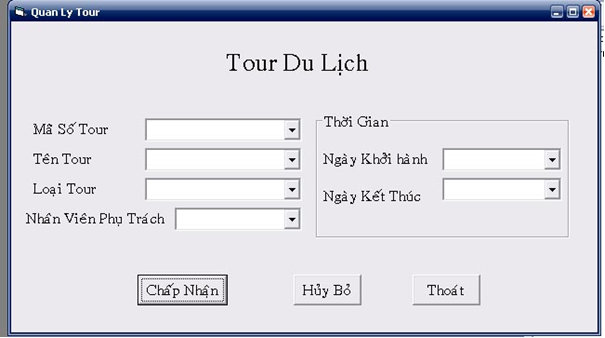 Quan Ly Tour
Tour Du Lịch
Mã Số Tour
Tên Tour
Loại Tour
Nhân Viên Phụ Trách
Thời Gian
Ngày Khởi hành
Ngày Kết Thúc
Chấp Nhận
Hủy Bỏ
Thoát